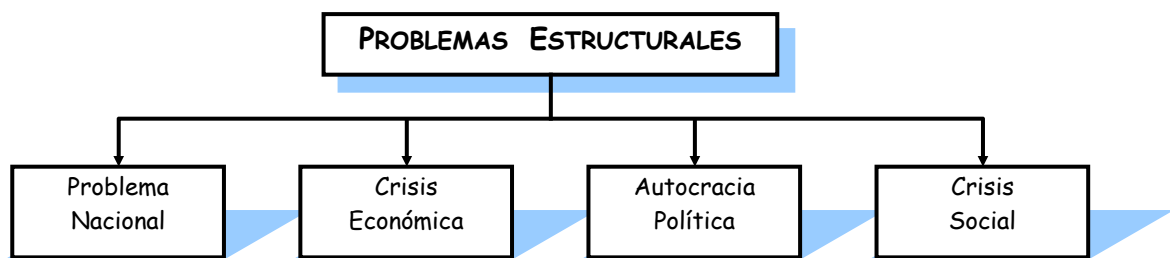 PROBLEMAS ESTRUCTURALES
Problema
Nacional
Crisis
Económica
Autocracia
Política
Crisis
Social